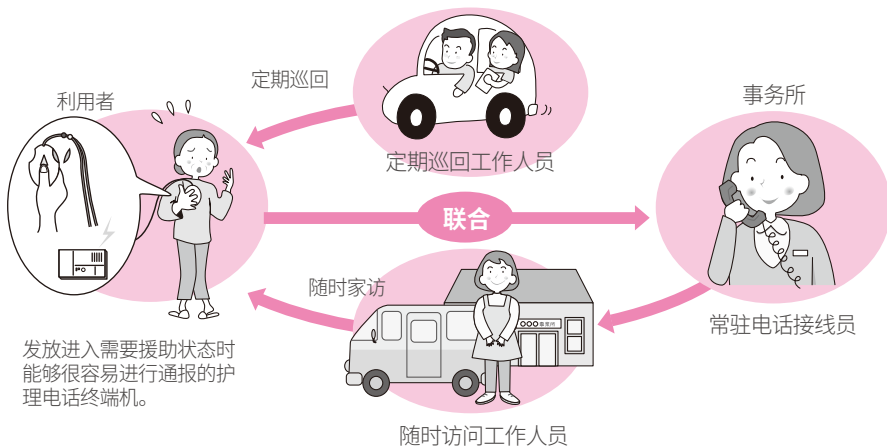 定期巡回
利用者
事务所
定期巡回工作人员
联合
随时家访
常驻电话接线员
发放进入需要援助状态时
能够很容易进行通报的护
理电话终端机。
随时访问工作人员